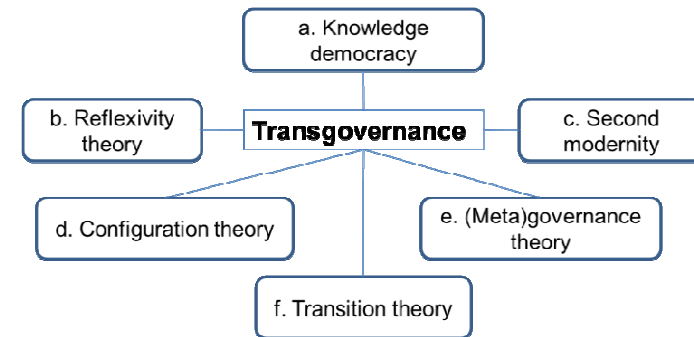 a. Knowledge
democracy
b. Reflexivity
theory
Transgovernance
c. Second
modernity
d. Configuration theory
e. (Meta)governance
theory
f. Transition theory